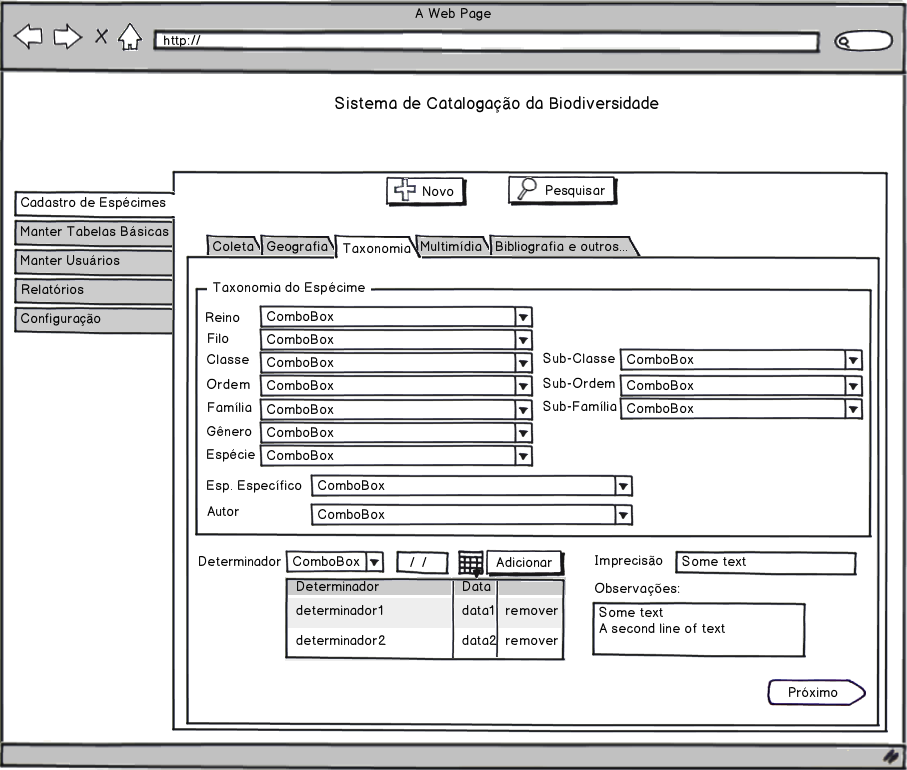 A Web Page
http://
Sistema de Catalogação da Biodiversidade
Novo
Pesquisar
Cadastro de Espécimes
Manter Tabelas Básicas
Manter Usuários
Relatórios
Configuração
Coleta
Geografia
Taxonomia
Multimídia
Bibliografia e outros...
Taxonomia do Espécime
Reino ComboBox
Filo ComboBox
Classe ComboBox Sub-Classe ComboBox
Ordem ComboBox Sub-Ordem ComboBox
Família ComboBox Sub-Família ComboBox
Gênero ComboBox
Espécie ComboBox
Esp. Específico ComboBox
Autor ComboBox
Determinador ComboBox / / Adicionar
Determinador Data
determinador1 data1 remover
determinador2 data2 remover
Imprecisão Some text
Observações:
Some text
A second line of text
Próximo